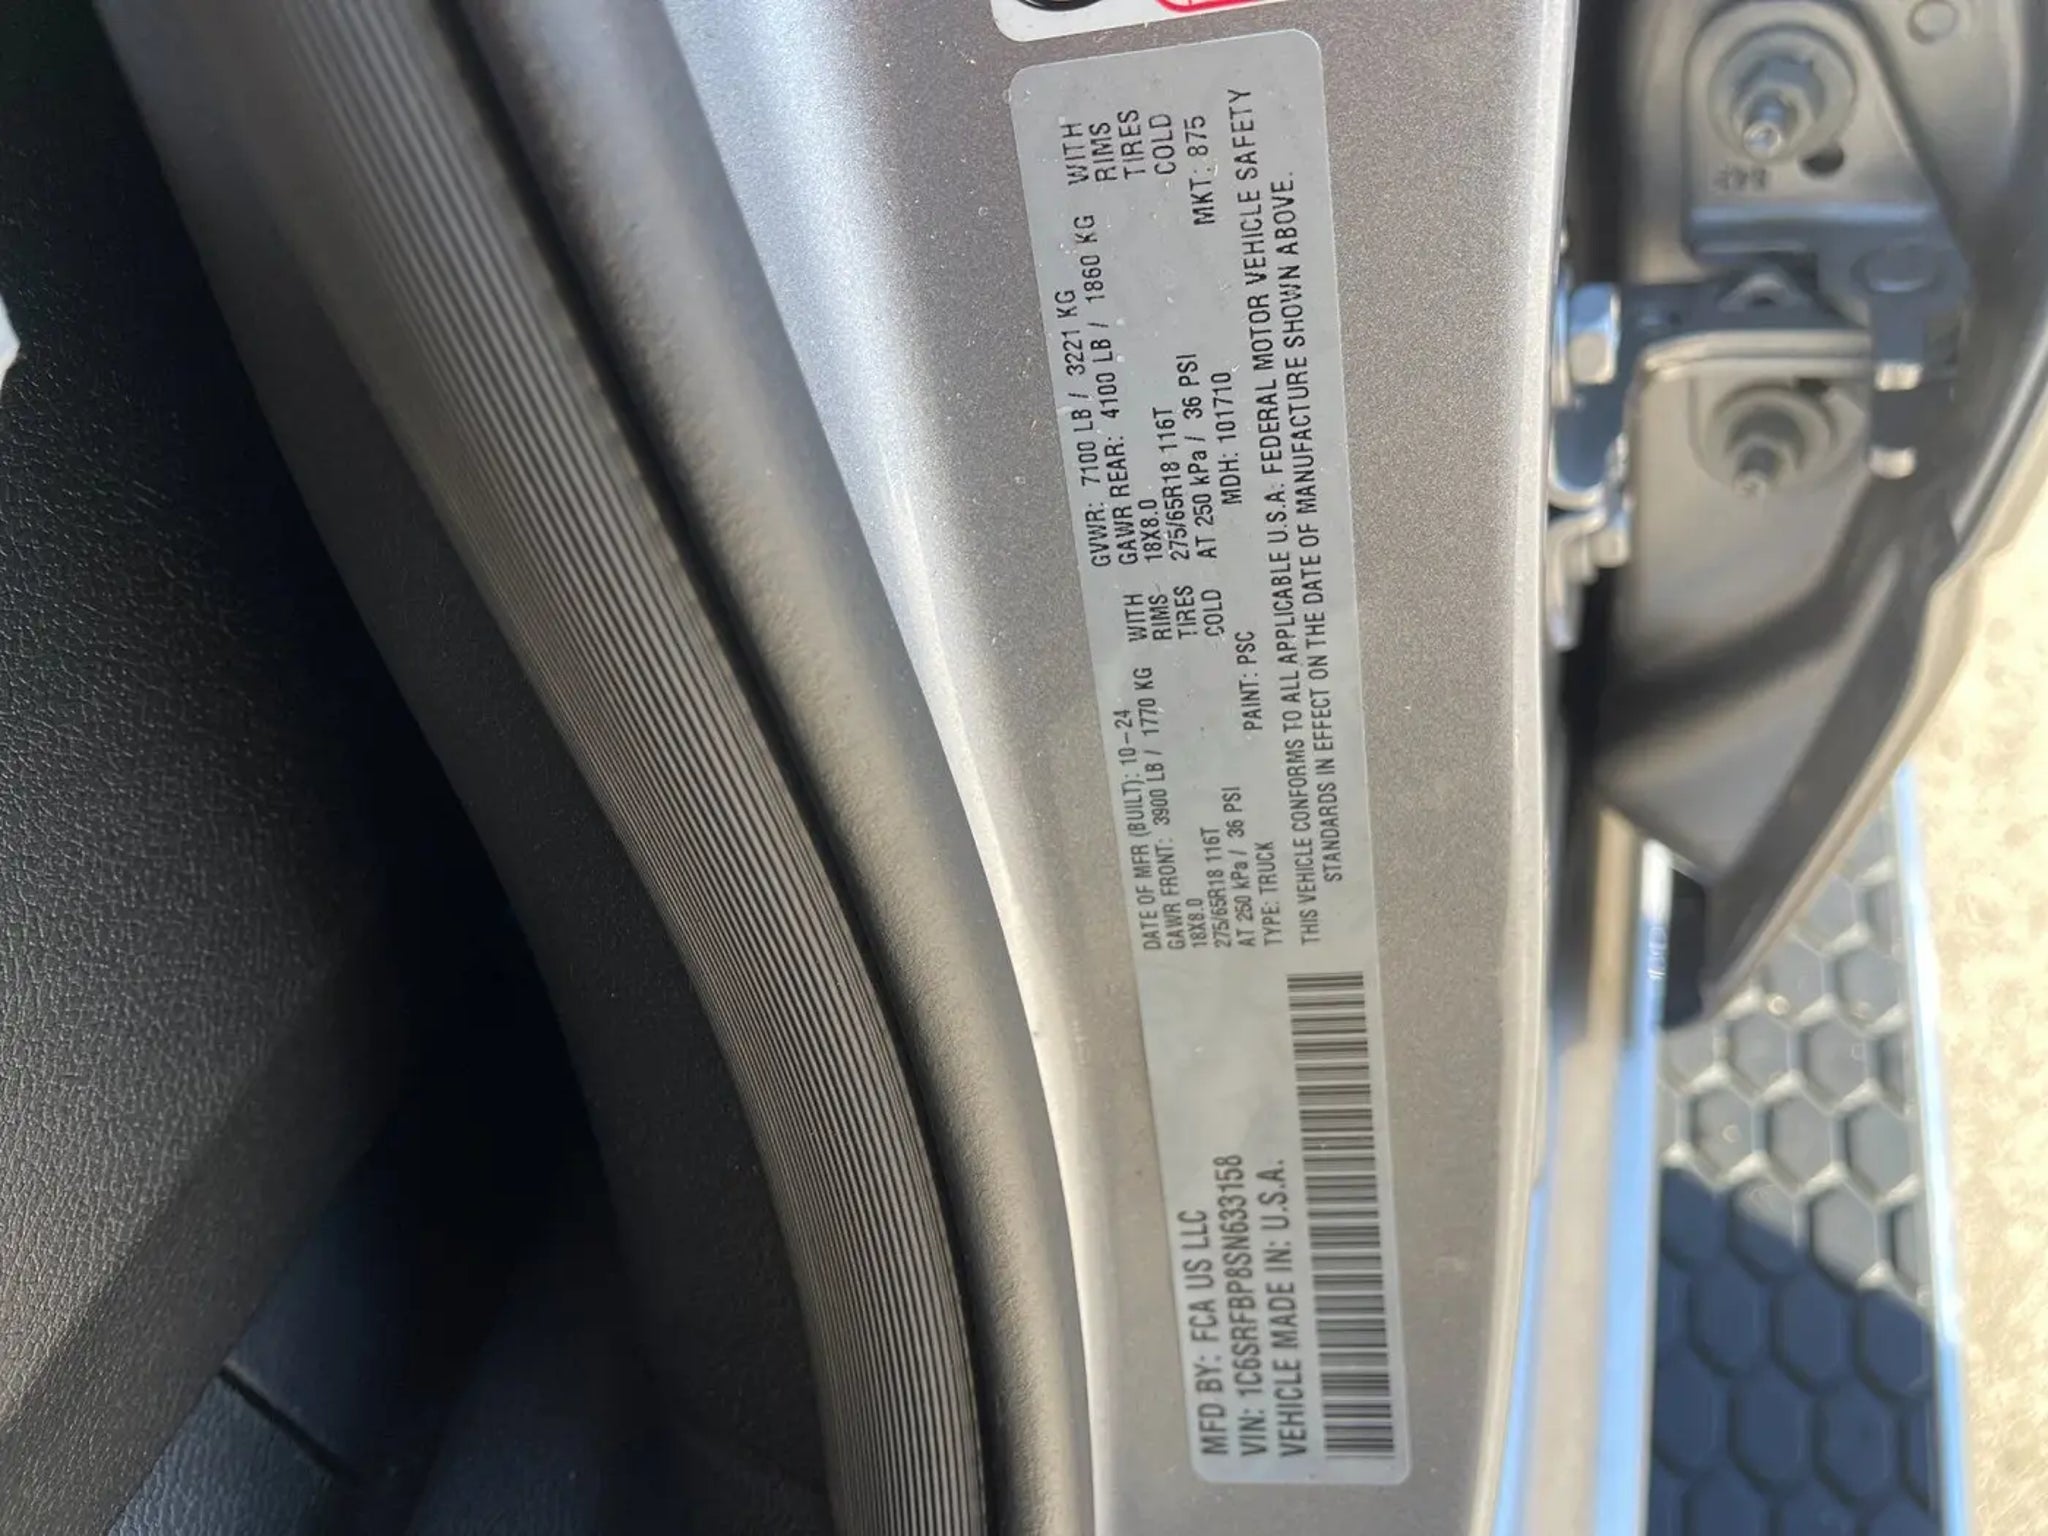 MFD BY: FCA US LLC
VIN: 1C6SRFBP8SN633158
VEHICLE MADE IN: U.S.A.
DATE OF MFR (BUILT): 10-24 GVWR: 7100 LB / 3221 KG
GAWR FRONT: 3900 LB / 1770 KG WITH GAWR REAR: 4100 LB / 1860 KG WITH
18X8.0 RIMS 18X8.0 RIMS
275/65R18 116T TIRES 275/65R18 116T TIRES
AT 250 kPa / 36 PSI COLD AT 250 kPa / 36 PSI COLD
TYPE: TRUCK PAINT: PSC MDH: 101710 MKT: 875
THIS VEHICLE CONFORMS TO ALL APPLICABLE U.S.A. FEDERAL MOTOR VEHICLE SAFETY
STANDARDS IN EFFECT ON THE DATE OF MANUFACTURE SHOWN ABOVE.